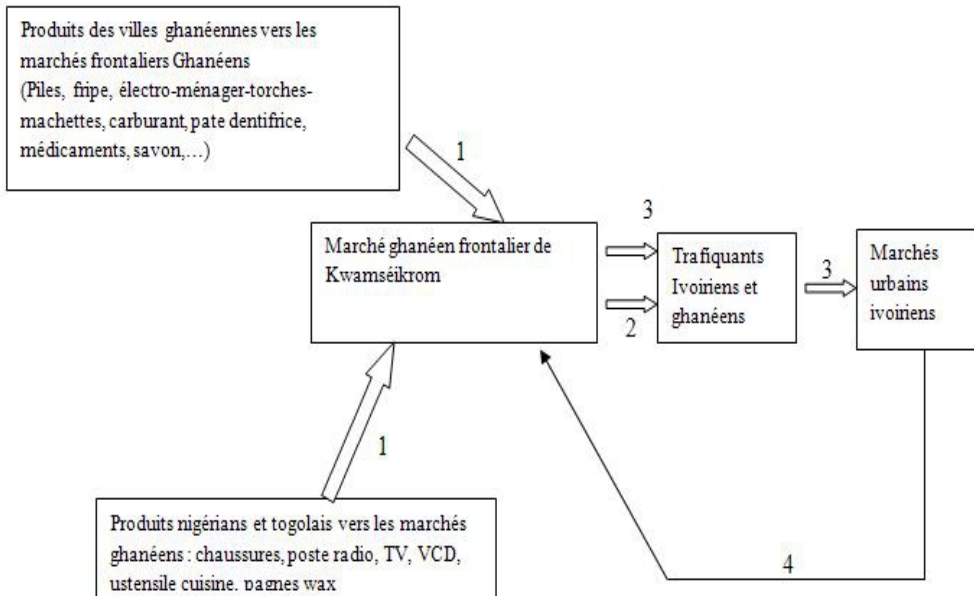 Produits des villes ghanéennes vers les
marchés frontaliers Ghanéens
(Piles, fripe, électro-ménager-torches-
machettes, carburant, pate dentifrice,
médicaments, savon,…)
1
Marché ghanéen frontalier de
Kwamséikrom
3
2
Trafiquants
Ivoiriens et
ghanéens
3
Marchés
urbains
ivoiriens
1
4
Produits nigérians et togolais vers les marchés
ghanéens : chaussures, poste radio, TV, VCD,
ustensile cuisine, pagnes wax